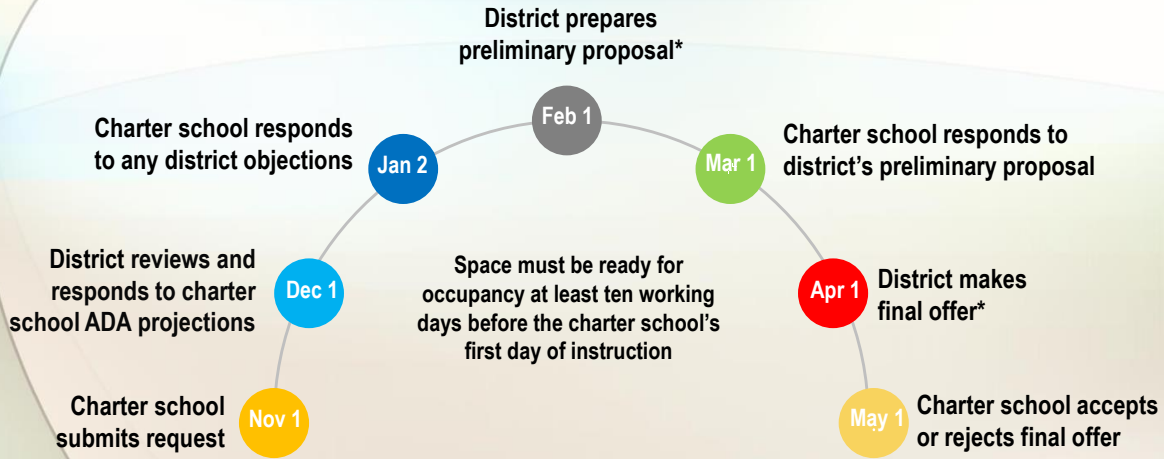 District prepares
preliminary proposal*
Feb 1
Charter school responds
to any district objections
Jan 2
Mar 1
Charter school responds to
district's preliminary proposal
District reviews and
responds to charter
school ADA projections
Dec 1
Space must be ready for
occupancy at least ten working
days before the charter school's
first day of instruction
Apr 1
District makes
final offer*
Charter school
submits request
Nov 1
May 1
Charter school accepts
or rejects final offer